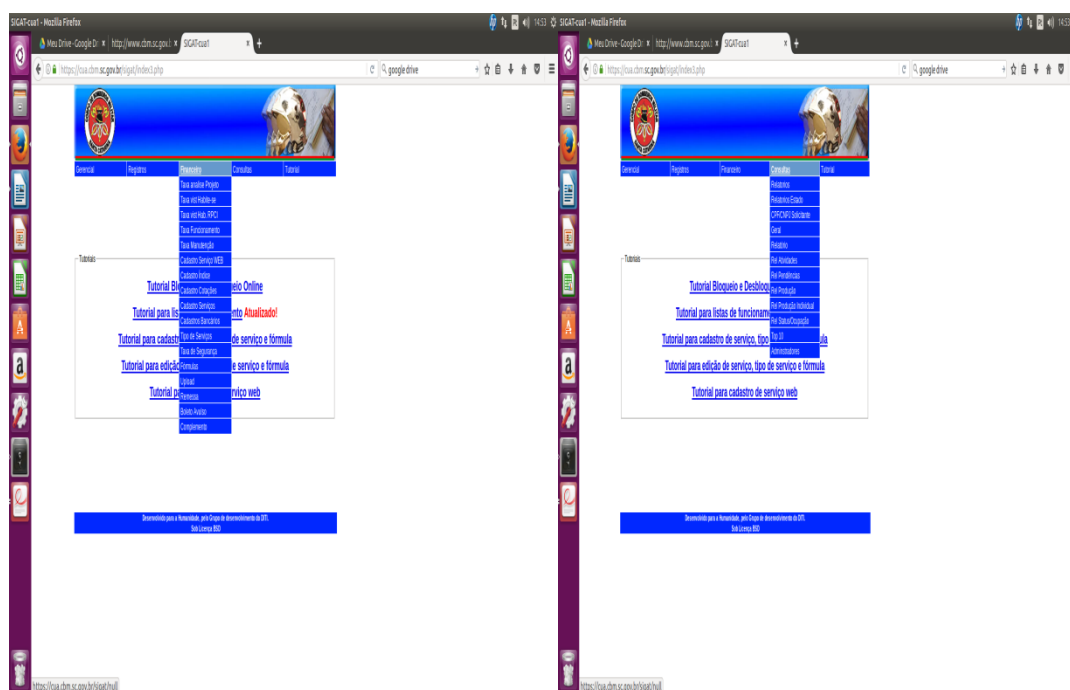 SIGAT-cua1 - Mozilla Firefox
14:53
Meu Drive - Google Dr
http://www.cbm.sc.gov.b
SIGAT-cua1
https://cua.cbm.sc.gov.br/sigat/index3.php
google drive
Gerencial
Registros
Financeiro
Consultas
Tutorial
Taxa analise Projeto
Taxa vist Habite-se
Taxa vist Hab. RPCI
Taxa Funcionamento
Taxa Manutenção
Cadastro Serviço WEB
Cadastro Índice
Cadastro Cotações
Cadastro Serviços
Cadastros Bancários
Tipo de Serviços
Taxa de Segurança
Fórmulas
Upload
Remessa
Boleto Avulso
Complemento
Tutoriais
Tutorial Bl
eio Online
Tutorial para lis
nto Atualizado!
Tutorial para cadastr
de serviço e fórmula
Tutorial para edição
e serviço e fórmula
Tutorial pa
rviço web
Desenvolvido para a Humanidade, pelo Grupo de desenvolvimento da DITI.
Sob Licença BSD
https://cua.cbm.sc.gov.br/sigat/null
SIGAT-cua1 - Mozilla Firefox
14:53
Meu Drive - Google Dr
http://www.cbm.sc.gov.b
SIGAT-cua1
https://cua.cbm.sc.gov.br/sigat/index3.php
google drive
Gerencial
Registros
Financeiro
Consultas
Tutorial
Relatorios
Relatorios Estado
CPF/CNPJ Solicitante
Geral
Relatório
Rel Atividades
Rel Pendências
Rel Produção
Rel Produção Individual
Rel Status/Ocupação
Top 10
Administradores
Tutoriais
Tutorial Bloqueio e Desbloqu
Tutorial para listas de funcionam
Tutorial para cadastro de serviço, tipo
ula
Tutorial para edição de serviço, tipo de serviço e fórmula
Tutorial para cadastro de serviço web
Desenvolvido para a Humanidade, pelo Grupo de desenvolvimento da DITI.
Sob Licença BSD
https://cua.cbm.sc.gov.br/sigat/null